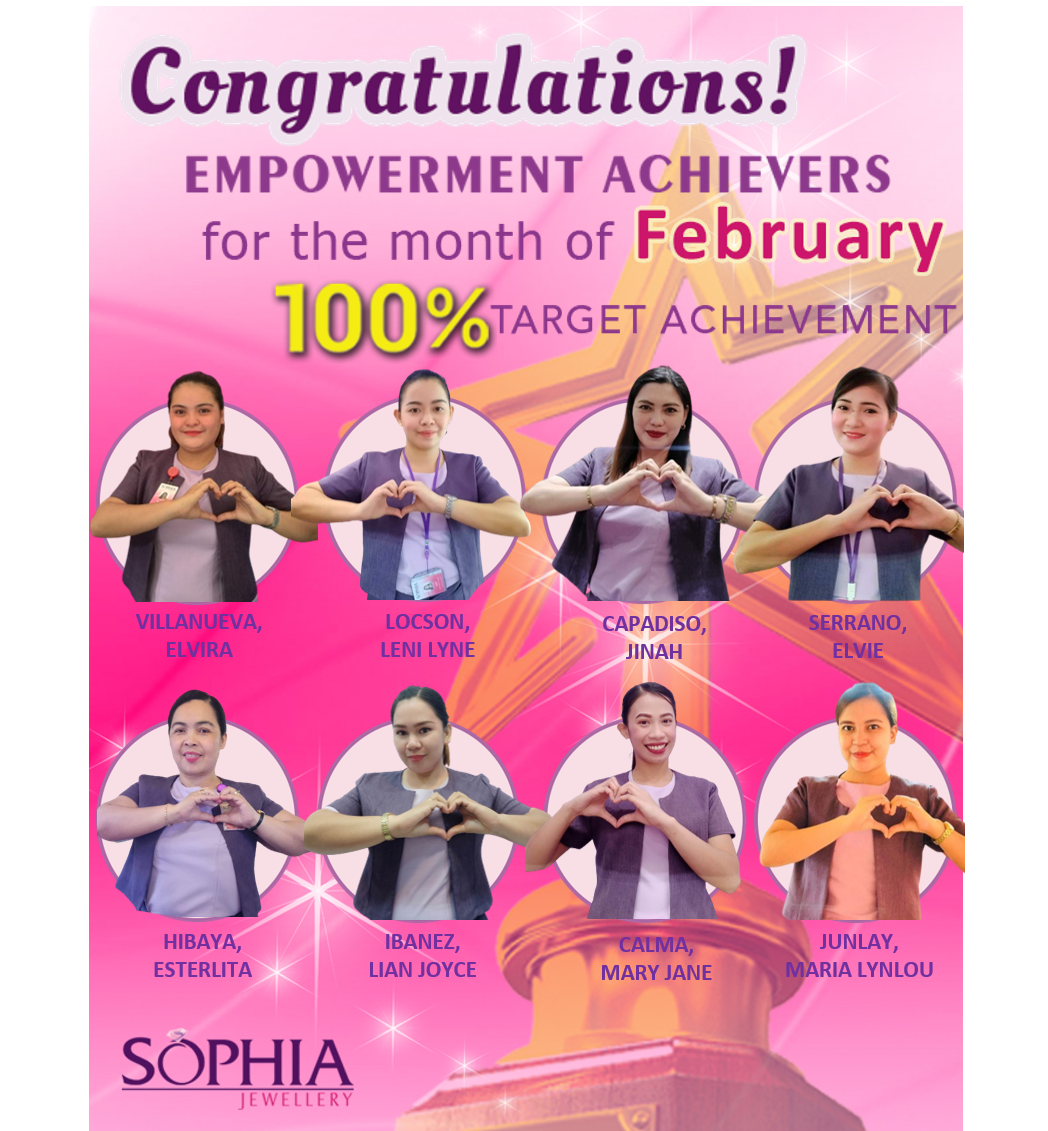 Congratulations!
EMPOWERMENT ACHIEVERS
for the month of February
100% TARGET ACHIEVEMENT
VILLANUEVA,
ELVIRA
LOCSON,
LENI LYNE
CAPADISO,
JINAH
SERRANO,
ELVIE
HIBAYA,
ESTERLITA
IBANEZ,
LIAN JOYCE
CALMA,
MARY JANE
JUNLAY,
MARIA LYNLOU
SOPHIA
JEWELLERY